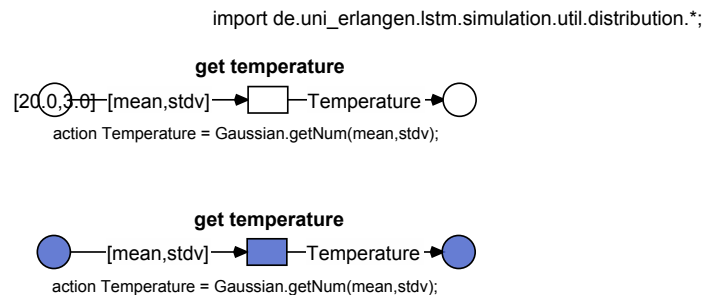 import de.uni_erlangen.lstm.simulation.util.distribution.*;
get temperature
[20.0,3.0] [mean,stdv] Temperature
action Temperature = Gaussian.getNum(mean,stdv);
get temperature
[mean,stdv] Temperature
action Temperature = Gaussian.getNum(mean,stdv);